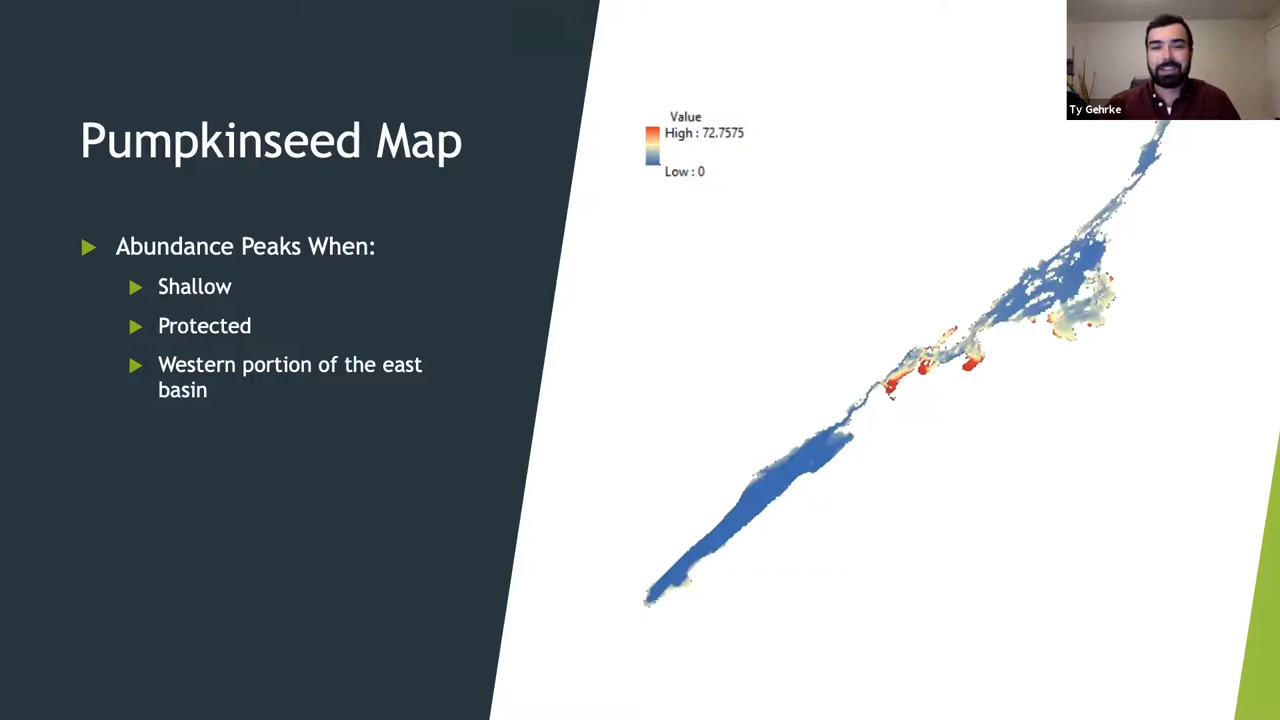 Pumpkinseed Map
Abundance Peaks When:
Shallow
Protected
Western portion of the east
basin
Value
High : 72.7575
Low : 0
Ty Gehrke